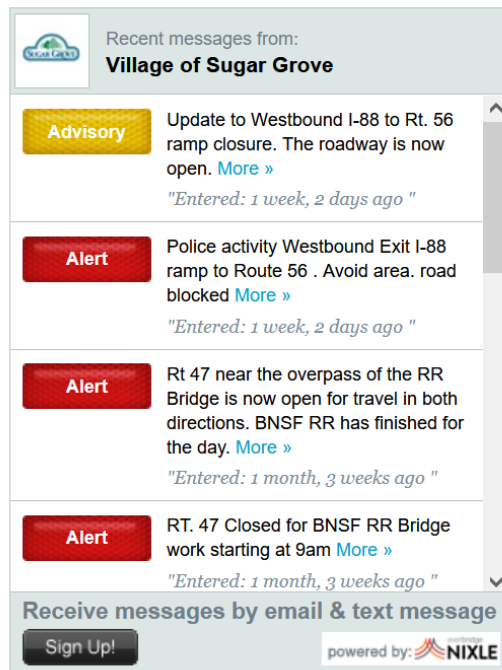 SUGAR GROVE
Recent messages from:
Village of Sugar Grove
Advisory
Update to Westbound I-88 to Rt. 56
ramp closure. The roadway is now
open. More »
"Entered: 1 week, 2 days ago "
Alert
Police activity Westbound Exit I-88
ramp to Route 56 . Avoid area. road
blocked More »
"Entered: 1 week, 2 days ago "
Alert
Rt 47 near the overpass of the RR
Bridge is now open for travel in both
directions. BNSF RR has finished for
the day. More »
"Entered: 1 month, 3 weeks ago "
Alert
RT. 47 Closed for BNSF RR Bridge
work starting at 9am More »
"Entered: 1 month, 3 weeks ago "
Receive messages by email & text message
Sign Up!
powered by: everbridge NIXLE